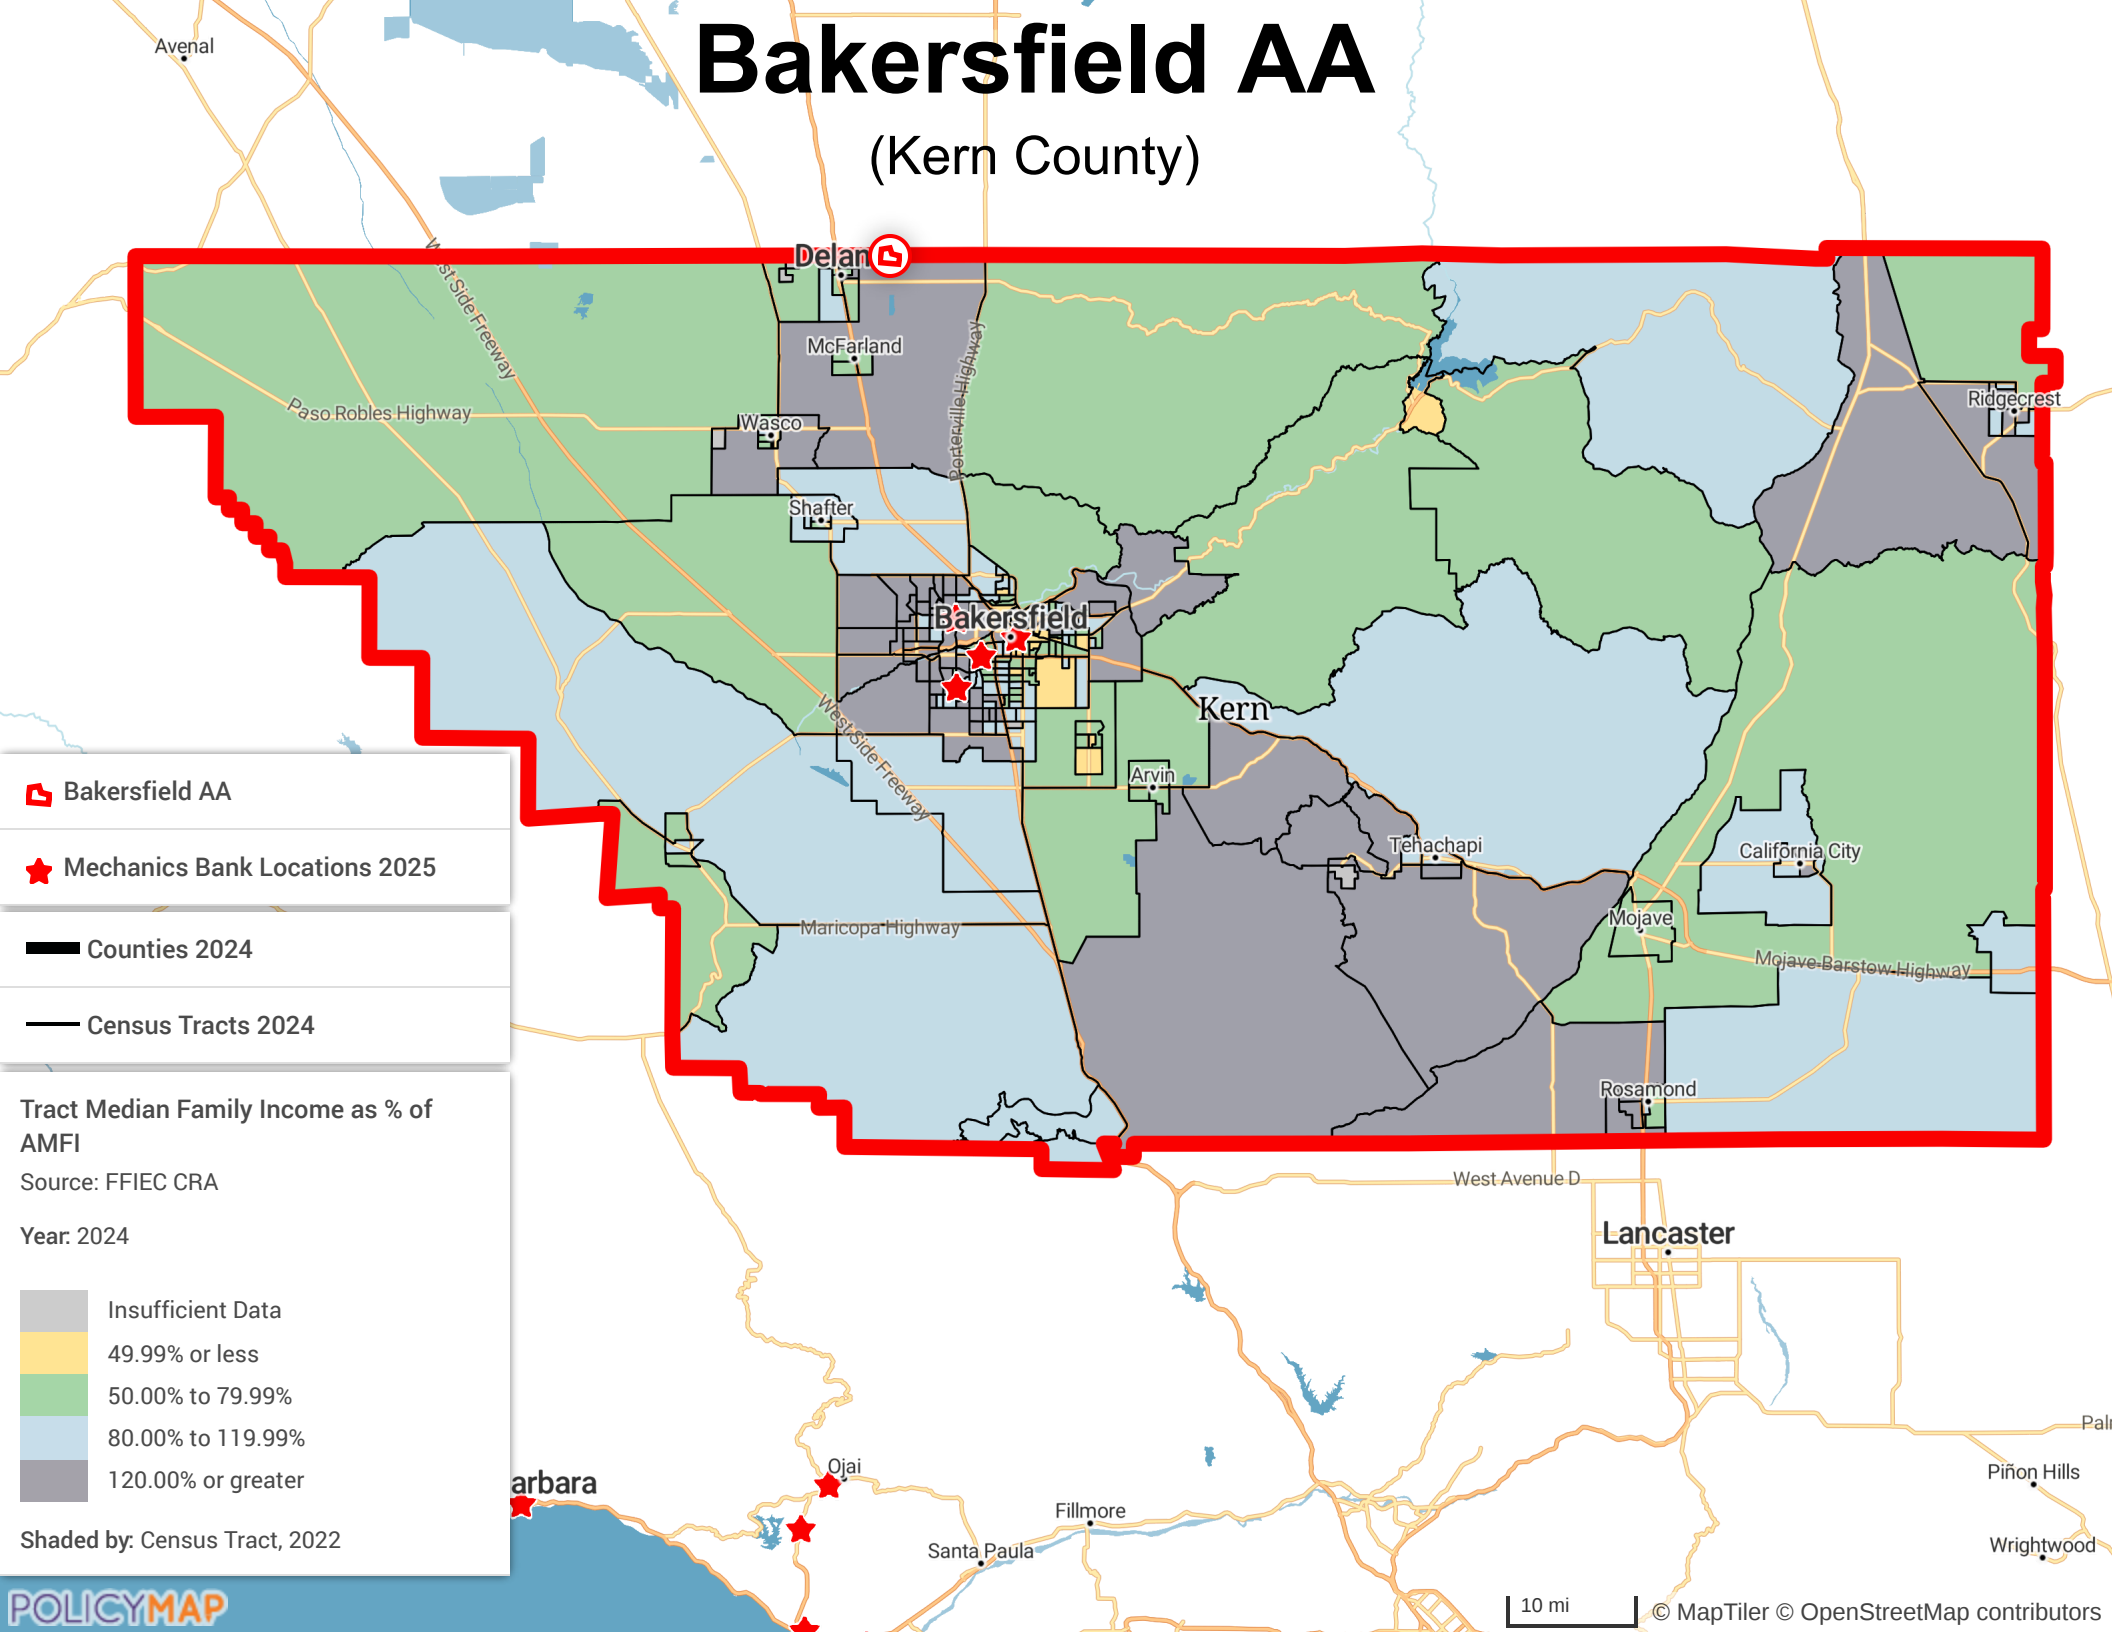 Bakersfield AA
(Kern County)
Avenal
Delan
West Side Freeway
McFarland
Porterville Highway
Paso Robles Highway
Wasco
Ridgecrest
Shafter
Bakersfield
Kern
West Side Freeway
Arvin
Tehachapi
California City
Mojave
Maricopa Highway
Mojave-Barstow Highway
Rosamond
West Avenue D
Lancaster
Bakersfield AA
Mechanics Bank Locations 2025
Counties 2024
Census Tracts 2024
Tract Median Family Income as % of
AMFI
Source: FFIEC CRA
Year: 2024
Insufficient Data
49.99% or less
50.00% to 79.99%
80.00% to 119.99%
120.00% or greater
Shaded by: Census Tract, 2022
arbara
Ojai
Fillmore
Santa Paula
Palr
Piñon Hills
Wrightwood
POLICYMAP
10 mi
© MapTiler © OpenStreetMap contributors